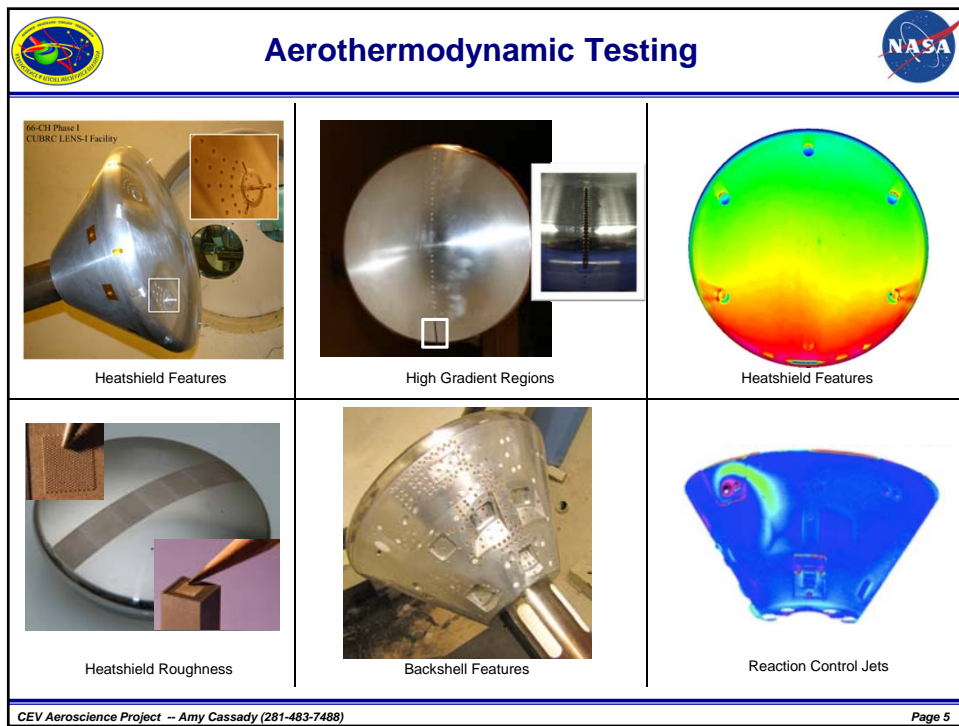 Aerothermodynamic Testing
NASA
66-CH Phase I
CUBRC LENS-I Facility
Heatshield Features
High Gradient Regions
Heatshield Features
Heatshield Roughness
Backshell Features
Reaction Control Jets
CEV Aeroscience Project -- Amy Cassady (281-483-7488)
Page 5